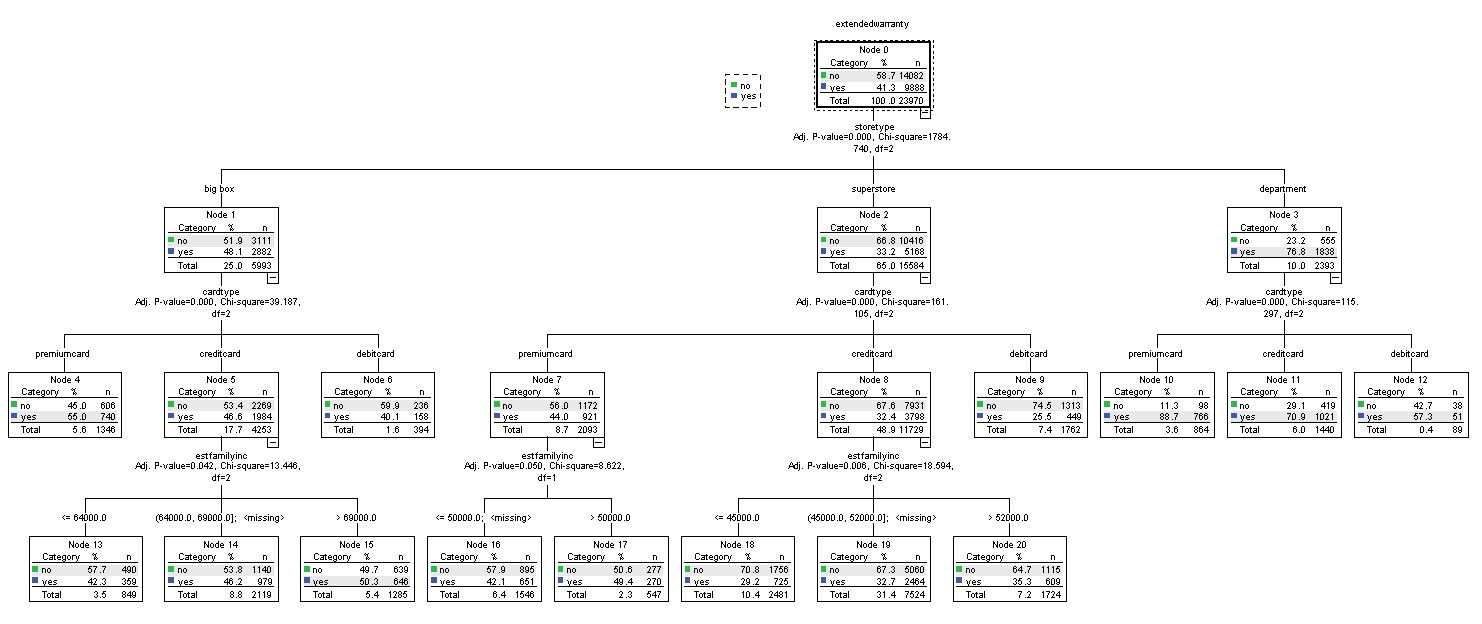 extendedwarranty
Node 0
Category % n
no 58.7 14082
yes 41.3 9888
Total 100.0 23970
no
yes
storetype
Adj. P-value=0.000, Chi-square=1784.
740, df=2
big box
superstore
department
Node 1
Category % n
no 51.9 3111
yes 48.1 2882
Total 25.0 5993
Node 2
Category % n
no 66.8 10416
yes 33.2 5168
Total 65.0 15584
Node 3
Category % n
no 23.2 555
yes 76.8 1838
Total 10.0 2393
cardtype
Adj. P-value=0.000, Chi-square=39.187,
df=2
cardtype
Adj. P-value=0.000, Chi-square=161.
105, df=2
cardtype
Adj. P-value=0.000, Chi-square=115.
297, df=2
premiumcard
creditcard
debitcard
premiumcard
creditcard
debitcard
premiumcard
creditcard
debitcard
Node 4
Category % n
no 45.0 606
yes 55.0 740
Total 5.6 1346
Node 5
Category % n
no 53.4 2269
yes 46.6 1984
Total 17.7 4253
Node 6
Category % n
no 59.9 236
yes 40.1 158
Total 1.6 394
Node 7
Category % n
no 56.0 1172
yes 44.0 921
Total 8.7 2093
Node 8
Category % n
no 67.6 7931
yes 32.4 3798
Total 48.9 11729
Node 9
Category % n
no 74.5 1313
yes 25.5 449
Total 7.4 1762
Node 10
Category % n
no 11.3 98
yes 88.7 766
Total 3.6 864
Node 11
Category % n
no 29.1 419
yes 70.9 1021
Total 6.0 1440
Node 12
Category % n
no 42.7 38
yes 57.3 51
Total 0.4 89
estfamilyinc
Adj. P-value=0.042, Chi-square=13.446,
df=2
estfamilyinc
Adj. P-value=0.050, Chi-square=8.622,
df=1
estfamilyinc
Adj. P-value=0.006, Chi-square=18.594,
df=2
<= 64000.0
(64000.0, 69000.0]; <missing>
> 69000.0
<= 50000.0; <missing>
> 50000.0
<= 45000.0
(45000.0, 52000.0]; <missing>
> 52000.0
Node 13
Category % n
no 57.7 490
yes 42.3 359
Total 3.5 849
Node 14
Category % n
no 53.8 1140
yes 46.2 979
Total 8.8 2119
Node 15
Category % n
no 49.7 639
yes 50.3 646
Total 5.4 1285
Node 16
Category % n
no 57.9 895
yes 42.1 651
Total 6.4 1546
Node 17
Category % n
no 50.6 277
yes 49.4 270
Total 2.3 547
Node 18
Category % n
no 70.8 1756
yes 29.2 725
Total 10.4 2481
Node 19
Category % n
no 67.3 5060
yes 32.7 2464
Total 31.4 7524
Node 20
Category % n
no 64.7 1115
yes 35.3 609
Total 7.2 1724